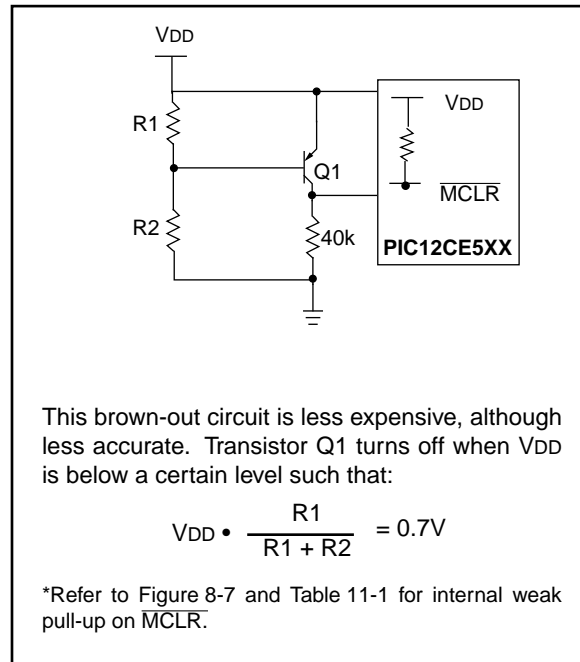 VDD
R1
VDD
Q1
MCLR
R2
40k
PIC12CE5XX
This brown-out circuit is less expensive, although
less accurate. Transistor Q1 turns off when VDD
is below a certain level such that:
VDD • R1 / R1 + R2 = 0.7V
*Refer to Figure 8-7 and Table 11-1 for internal weak
pull-up on MCLR.